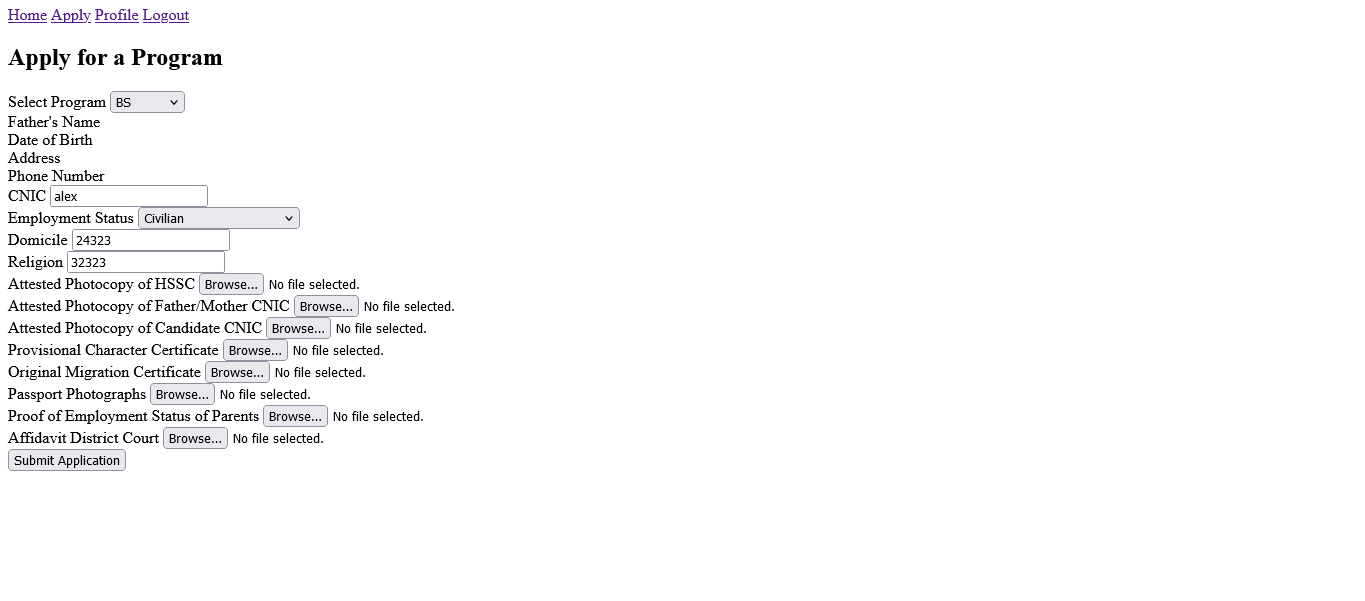 Home Apply Profile Logout
Apply for a Program
Select Program BS
Father's Name
Date of Birth
Address
Phone Number
CNIC alex
Employment Status Civilian
Domicile 24323
Religion 32323
Attested Photocopy of HSSC Browse... No file selected.
Attested Photocopy of Father/Mother CNIC Browse... No file selected.
Attested Photocopy of Candidate CNIC Browse... No file selected.
Provisional Character Certificate Browse... No file selected.
Original Migration Certificate Browse... No file selected.
Passport Photographs Browse... No file selected.
Proof of Employment Status of Parents Browse... No file selected.
Affidavit District Court Browse... No file selected.
Submit Application